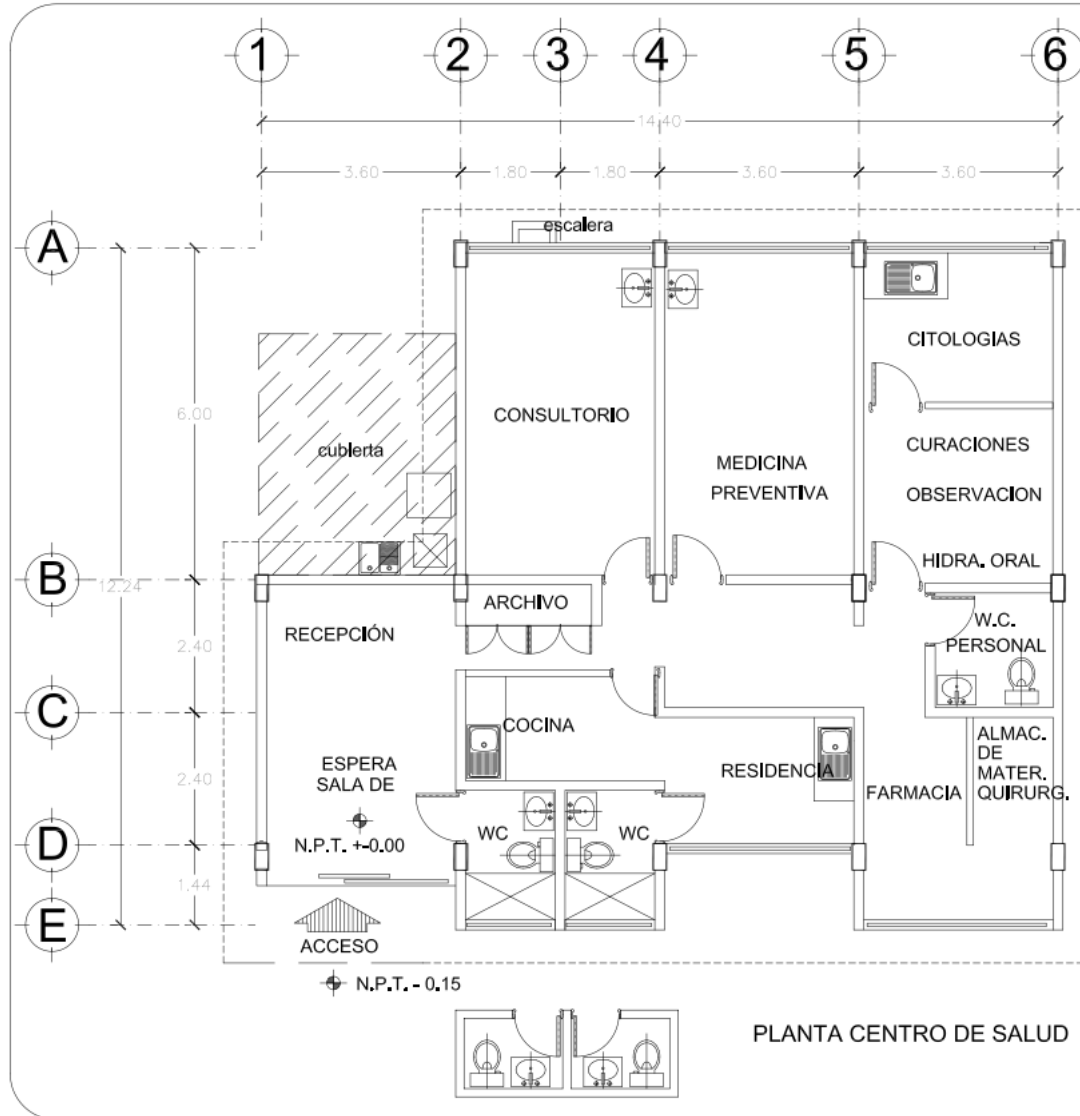 1
2
3
4
5
6
14.40
3.60
1.80
1.80
3.60
3.60
escalera
A
6.00
CITOLOGIAS
CONSULTORIO
CURACIONES
cubierta
MEDICINA
PREVENTIVA
OBSERVACION
HIDRA. ORAL
B
12.24
ARCHIVO
RECEPCIÓN
W.C.
PERSONAL
2.40
C
COCINA
ALMAC.
DE
MATER.
QUIRURG.
ESPERA
SALA DE
RESIDENCIA
FARMACIA
2.40
WC
WC
D
N.P.T. +-0.00
1.44
E
ACCESO
N.P.T. - 0.15
PLANTA CENTRO DE SALUD